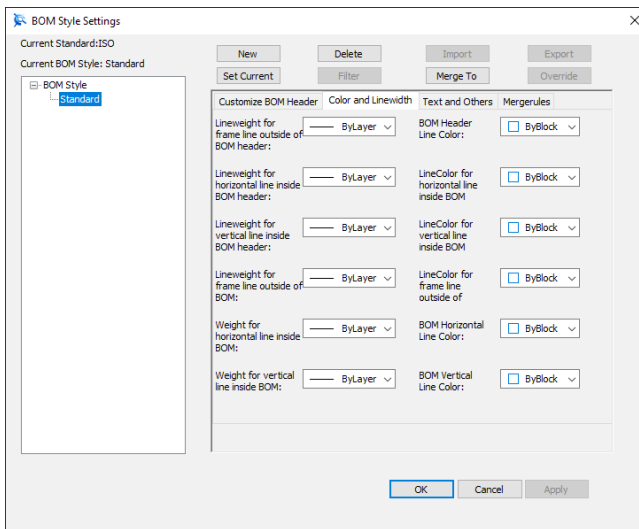 BOM Style Settings
Current Standard:ISO
Current BOM Style: Standard
New
Delete
Import
Export
Set Current
Filter
Merge To
Override
BOM Style
Standard
Customize BOM Header
Color and Linewidth
Text and Others
Mergerules
Lineweight for
frame line outside of
BOM header:
ByLayer
BOM Header
Line Color:
ByBlock
Lineweight for
horizontal line inside
BOM header:
ByLayer
LineColor for
horizontal line
inside BOM
ByBlock
Lineweight for
vertical line inside
BOM header:
ByLayer
LineColor for
vertical line
inside BOM
ByBlock
Lineweight for
frame line outside of
BOM:
ByLayer
LineColor for
frame line
outside of
ByBlock
Weight for
horizontal line inside
BOM:
ByLayer
BOM Horizontal
Line Color:
ByBlock
Weight for vertical
line inside BOM:
ByLayer
BOM Vertical
Line Color:
ByBlock
OK
Cancel
Apply